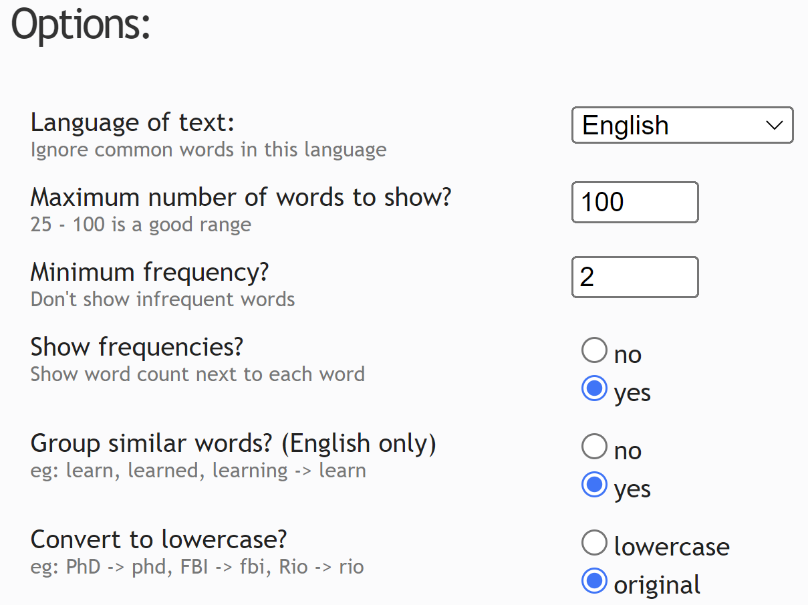 Options:
Language of text:
English
Ignore common words in this language
Maximum number of words to show?
100
25 - 100 is a good range
Minimum frequency?
2
Don't show infrequent words
Show frequencies?
no
Show word count next to each word
yes
Group similar words? (English only)
no
eg: learn, learned, learning -> learn
yes
Convert to lowercase?
lowercase
eg: PhD -> phd, FBI -> fbi, Rio -> rio
original